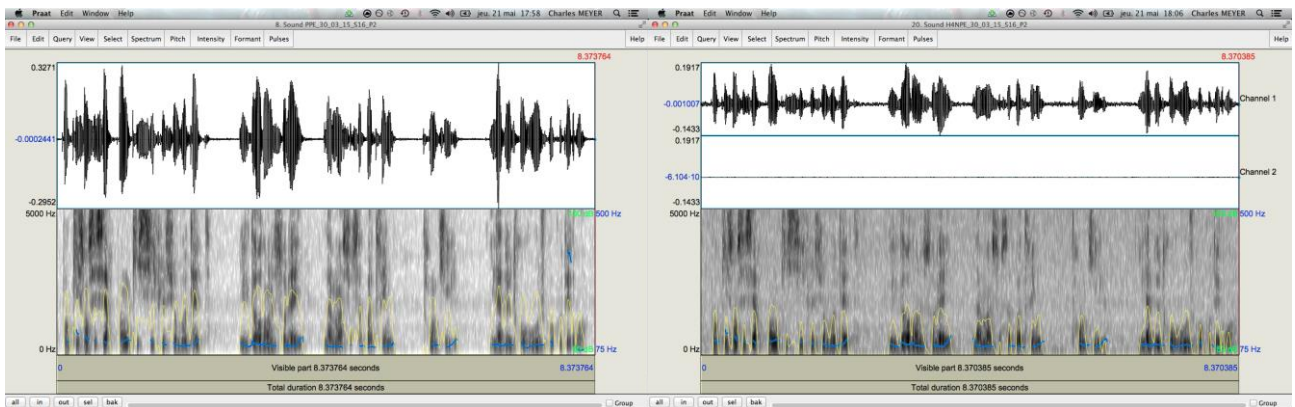 Praat Edit Window Help jeu. 21 mai 17:58 Charles MEYER
8. Sound PPE_30_03_15_S16_P2
File Edit Query View Select Spectrum Pitch Intensity Formant Pulses Help
8.373764
0.3271
-0.0002441
-0.2952
5000 Hz
500 Hz
0 Hz
75 Hz
0 Visible part 8.373764 seconds 8.373764
Total duration 8.373764 seconds
all in out sel bak Group
Praat Edit Window Help jeu. 21 mai 18:06 Charles MEYER
20. Sound H4NPE_30_03_15_S16_P2
File Edit Query View Select Spectrum Pitch Intensity Formant Pulses Help
8.370385
0.1917
-0.001007
Channel 1
-0.1433
0.1917
-6.104·10
Channel 2
-0.1433
5000 Hz
500 Hz
0 Hz
75 Hz
0 Visible part 8.370385 seconds 8.370385
Total duration 8.370385 seconds
all in out sel bak Group